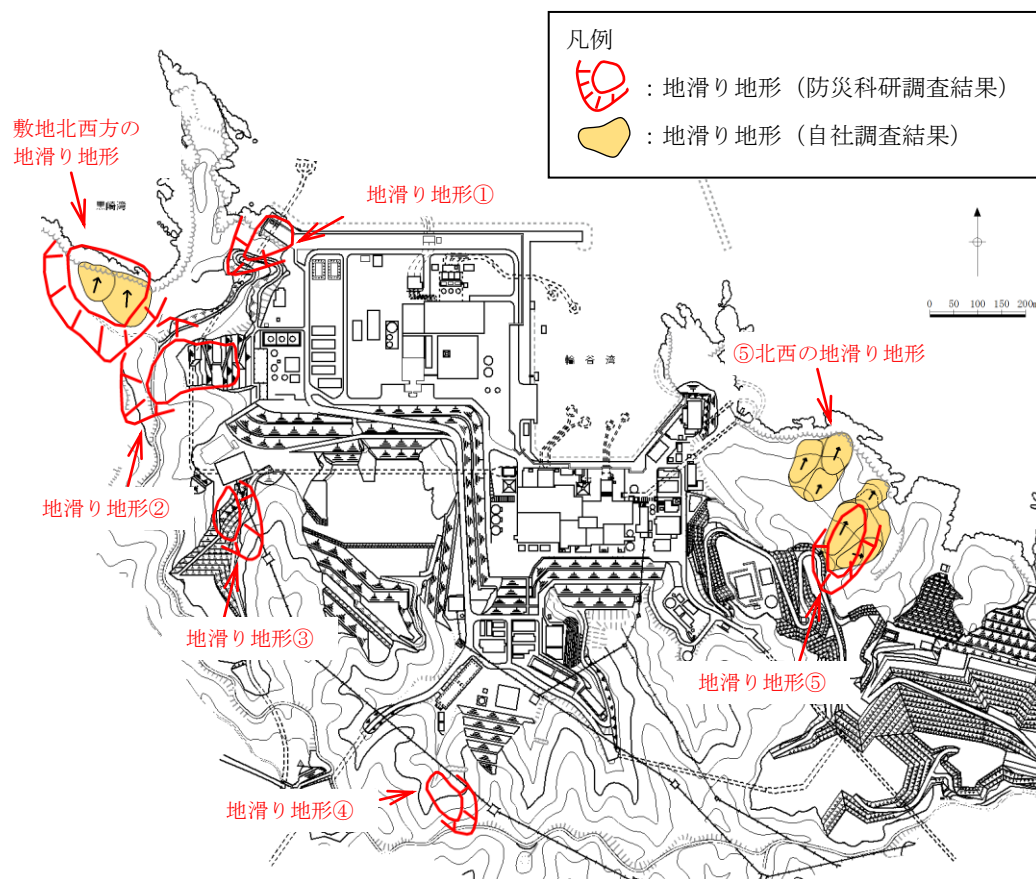 凡例
：地滑り地形（防災科研調査結果）
：地滑り地形（自社調査結果）
敷地北西方の
地滑り地形
地滑り地形①
黒崎湾
0 50 100 150 200m
輪谷湾
⑤北西の地滑り地形
地滑り地形②
地滑り地形③
地滑り地形⑤
地滑り地形④